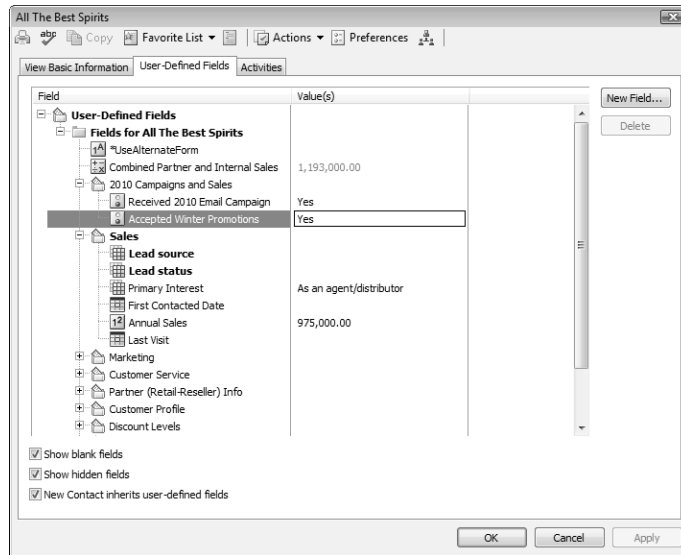 All The Best Spirits
abc Copy Favorite List Actions Preferences
View Basic Information User-Defined Fields Activities
Field Value(s) New Field...
User-Defined Fields
Delete
Fields for All The Best Spirits
1A *UseAlternateForm
Combined Partner and Internal Sales 1,193,000.00
2010 Campaigns and Sales
Received 2010 Email Campaign Yes
Accepted Winter Promotions Yes
Sales
Lead source
Lead status
Primary Interest As an agent/distributor
First Contacted Date
12 Annual Sales 975,000.00
Last Visit
Marketing
Customer Service
Partner (Retail-Reseller) Info
Customer Profile
Discount Levels
Show blank fields
Show hidden fields
New Contact inherits user-defined fields
OK Cancel Apply